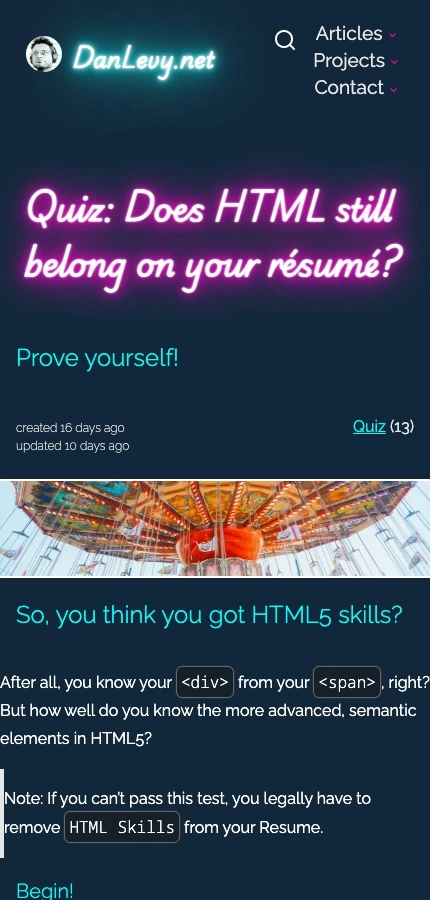 DanLevy.net
Articles
Projects
Contact
Quiz: Does HTML still
belong on your résumé?
Prove yourself!
created 16 days ago
updated 10 days ago
Quiz (13)
So, you think you got HTML5 skills?
After all, you know your <div> from your <span>, right?
But how well do you know the more advanced, semantic
elements in HTML5?
Note: If you can't pass this test, you legally have to
remove HTML Skills from your Resume.
Begin!